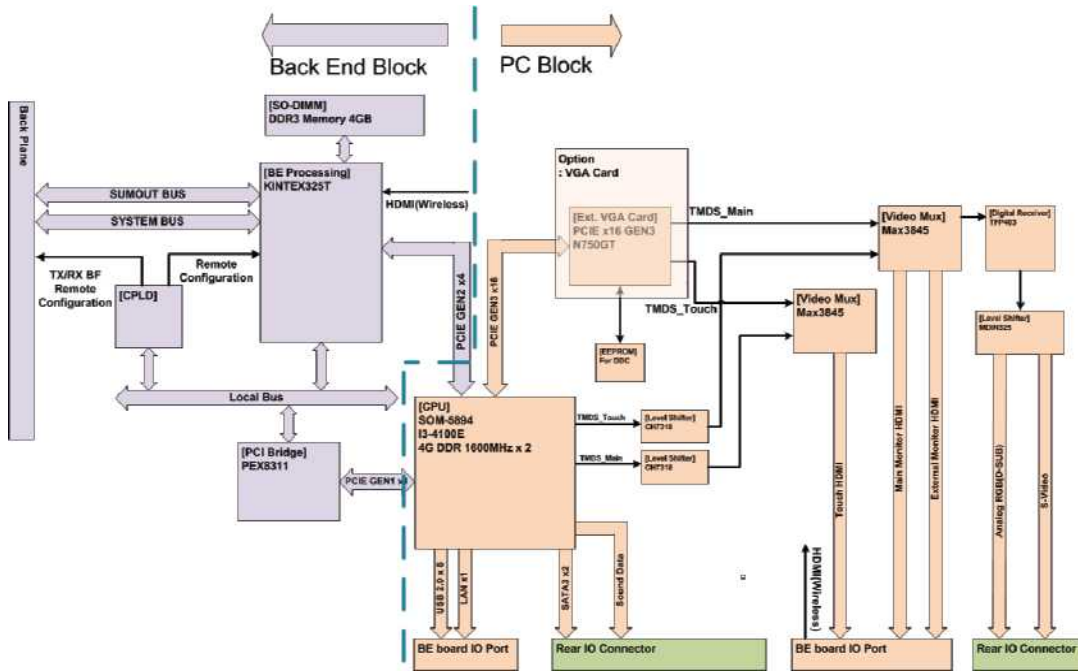 Back End Block
PC Block
Back Plane
[SO-DIMM]
DDR3 Memory 4GB
[BE Processing]
KINTEX325T
SUMOUT BUS
SYSTEM BUS
HDMI(Wireless)
TX/RX BF
Remote
Configuration
Remote
Configuration
[CPLD]
PCIE GEN2 x4
PCIE GEN3 x16
Local Bus
[PCI Bridge]
PEX8311
PCIE GEN1 x1
Option
: VGA Card
[Ext. VGA Card]
PCIE x16 GEN3
N750GT
TMDS_Main
TMDS_Touch
[EEPROM]
For DDC
[Video Mux]
Max3845
[Video Mux]
Max3845
[Digital Receiver]
TFP403
[Level Shifter]
MDIN325
[CPU]
SOM-5894
I3-4100E
4G DDR 1600MHz x 2
TMDS_Touch
[Level Shifter]
CH7318
TMDS_Main
[Level Shifter]
CH7318
Touch HDMI
Main Monitor HDMI
External Monitor HDMI
Analog RGB(D-SUB)
S-Video
USB 2.0 x 8
LAN x1
SATA3 x2
Sound Data
HDMI(Wireless)
BE board IO Port
Rear IO Connector
BE board IO Port
Rear IO Connector